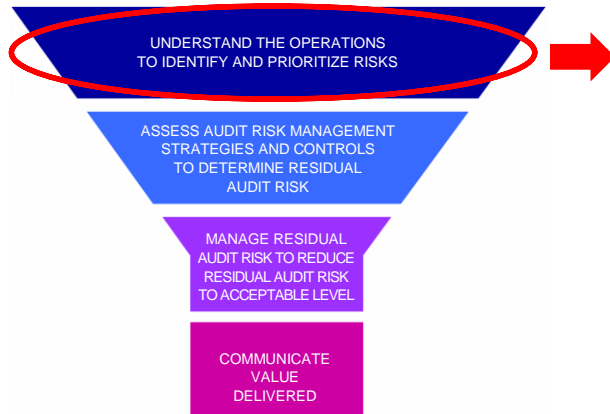 UNDERSTAND THE OPERATIONS
TO IDENTIFY AND PRIORITIZE RISKS
ASSESS AUDIT RISK MANAGEMENT
STRATEGIES AND CONTROLS
TO DETERMINE RESIDUAL
AUDIT RISK
MANAGE RESIDUAL
AUDIT RISK TO REDUCE
RESIDUAL AUDIT RISK
TO ACCEPTABLE LEVEL
COMMUNICATE
VALUE
DELIVERED